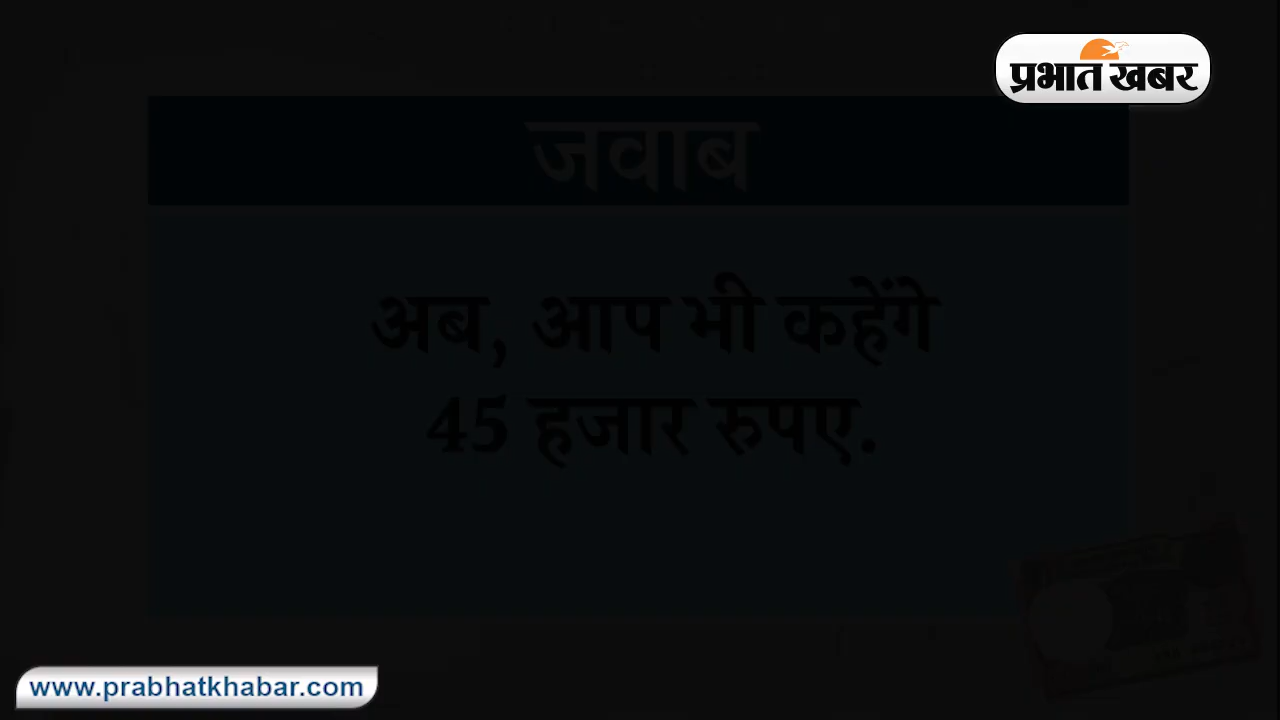 प्रभात खबर
जवाब
अब, आप भी कहेंगे
45 हजार रुपए.
www.prabhatkhabar.com